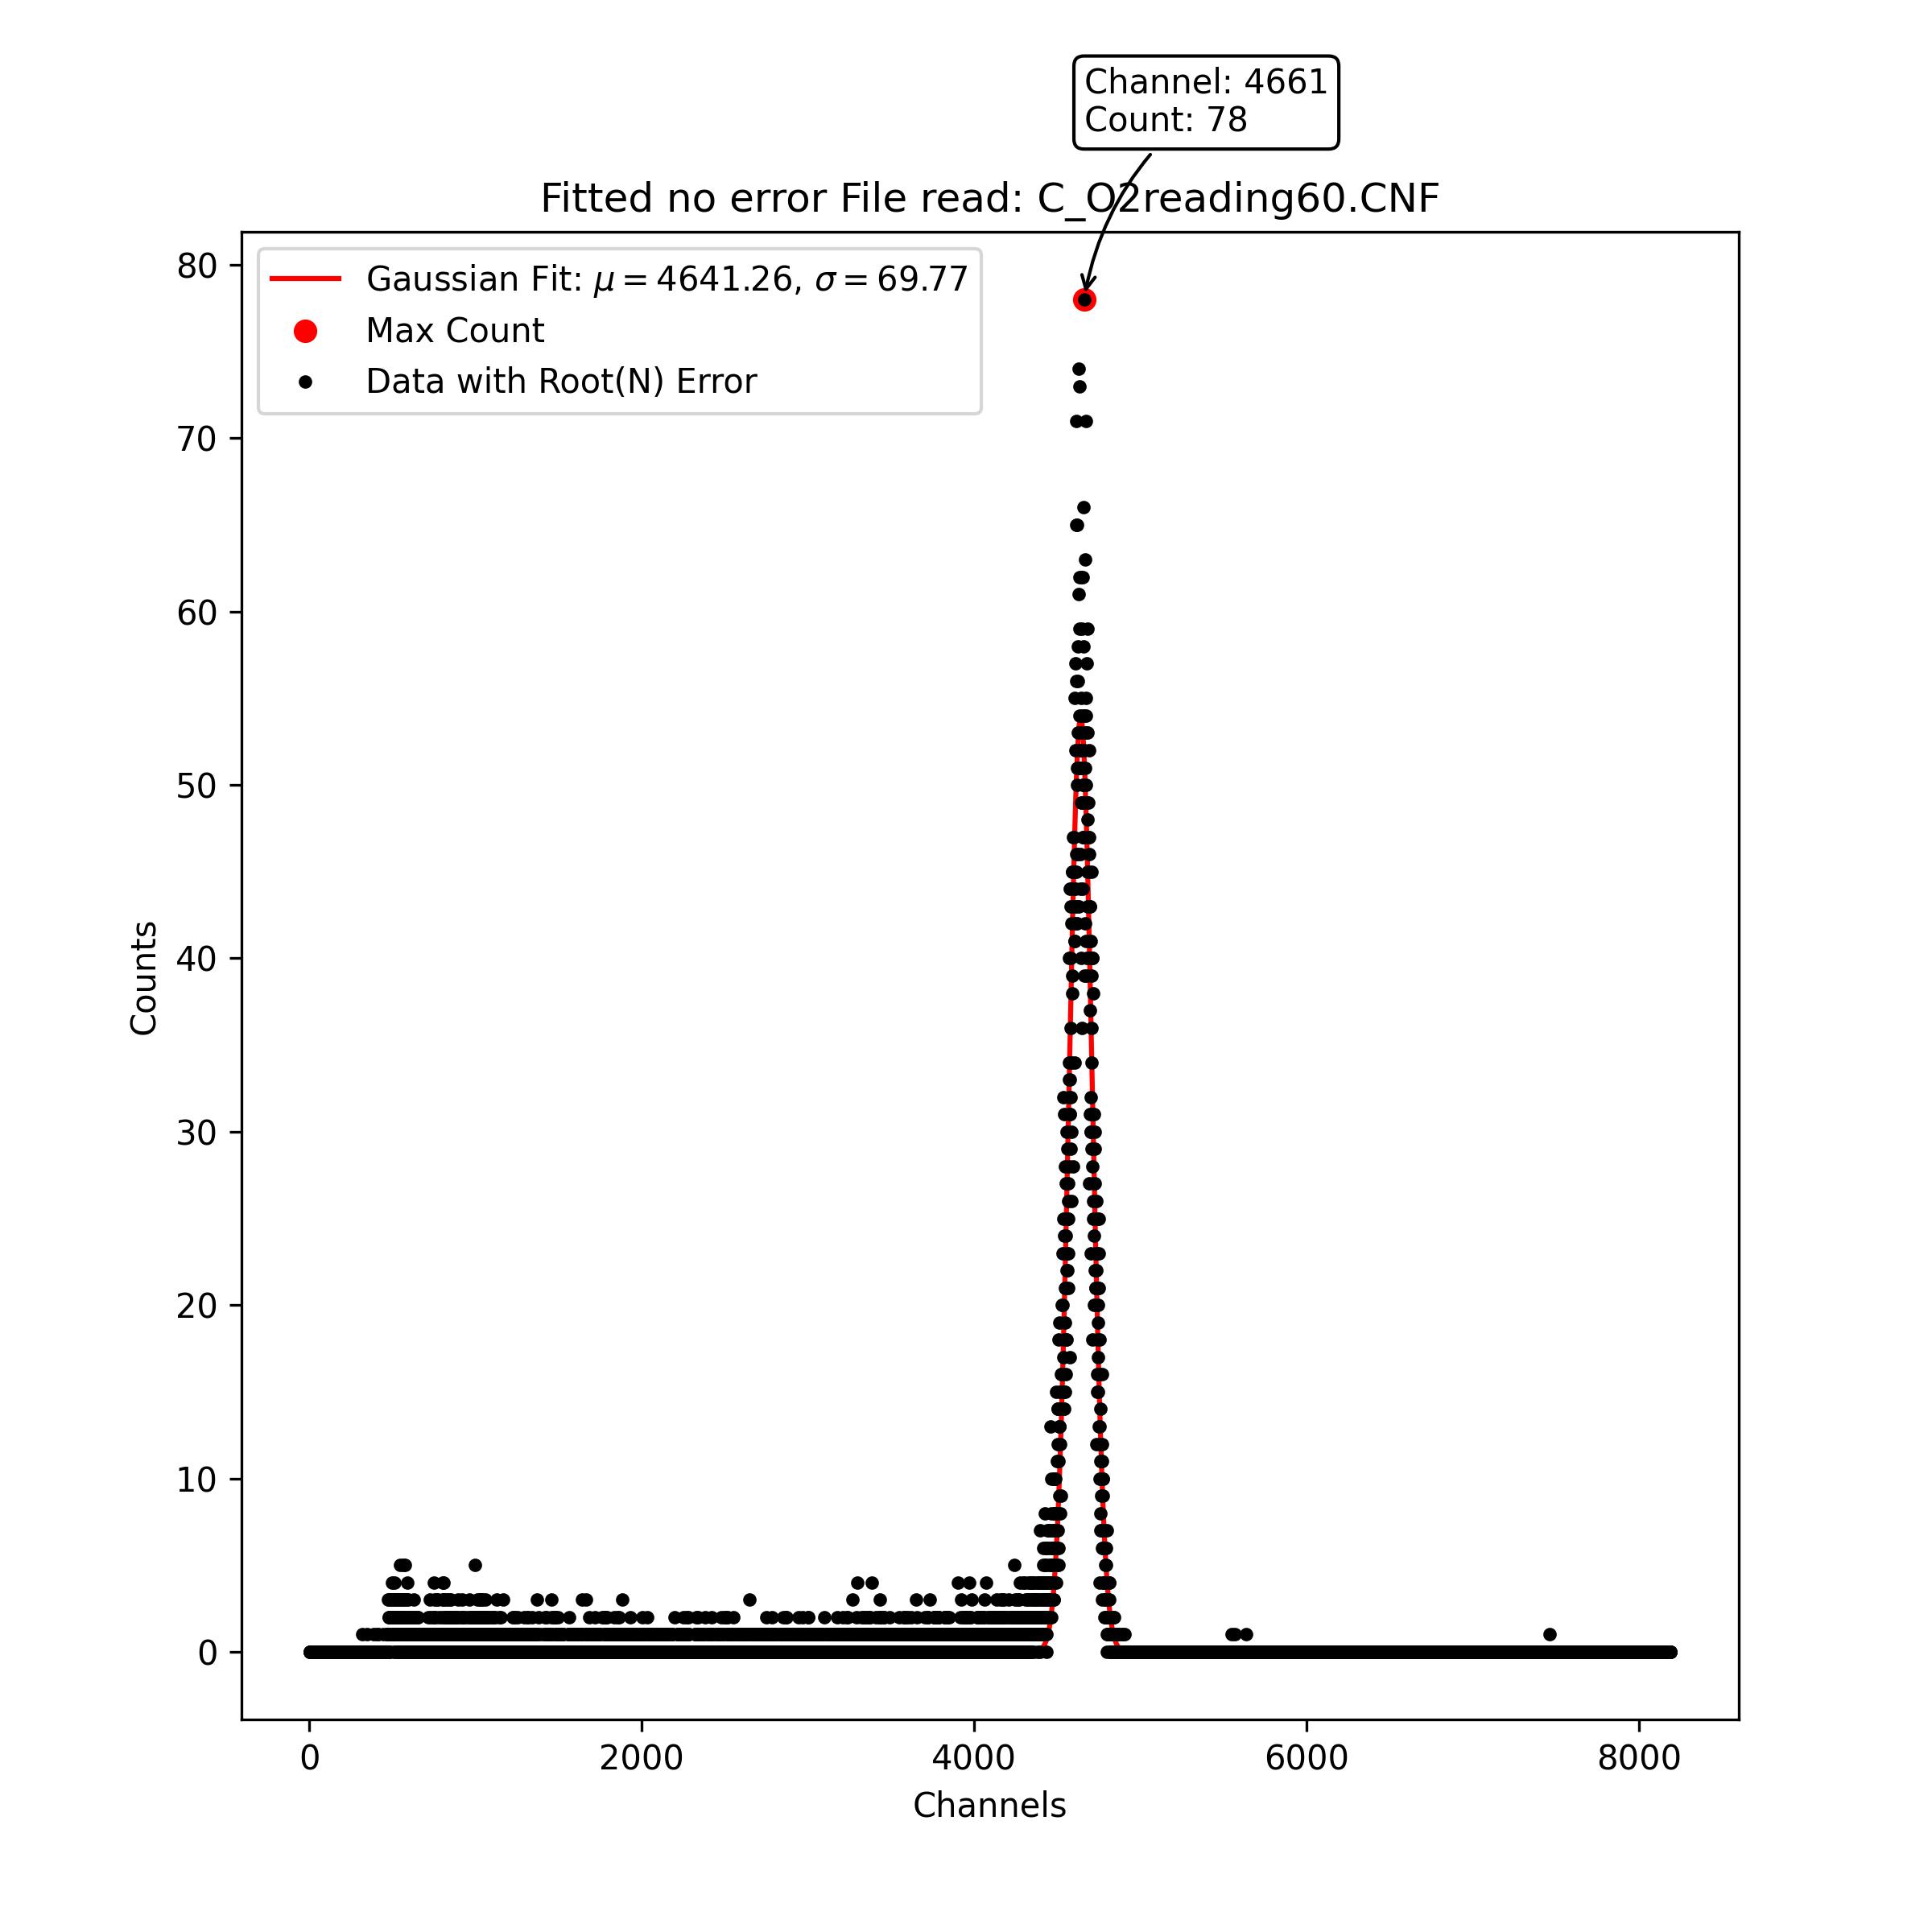 Channel: 4661
Count: 78
Fitted no error File read: C_O2reading60.CNF
Gaussian Fit: μ = 4641.26, σ = 69.77
Max Count
Data with Root(N) Error
80
70
60
50
40
30
20
10
0
Counts
0 2000 4000 6000 8000
Channels